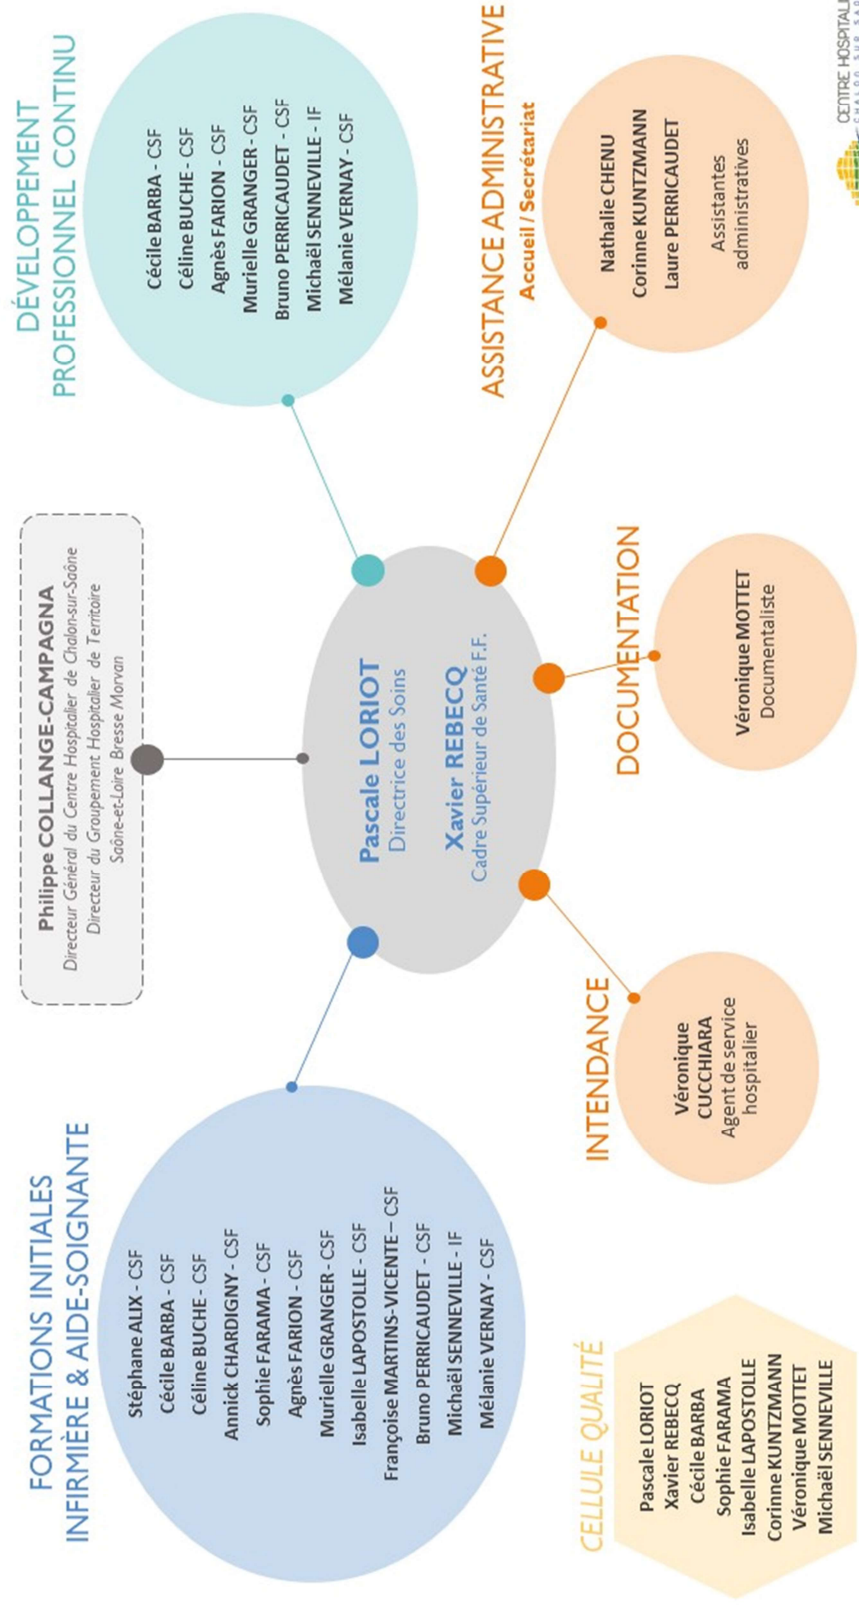 Philippe COLLANGE-CAMPAGNA
Directeur Général du Centre Hospitalier de Chalon-sur-Saône
Directeur du Groupement Hospitalier de Territoire
Saône-et-Loire Bresse Morvan
FORMATIONS INITIALES
INFIRMIÈRE & AIDE-SOIGNANTE
Stéphane ALIX - CSF
Cécile BARBA - CSF
Céline BUCHE - CSF
Annick CHARDIGNY - CSF
Sophie FARAMA - CSF
Agnès FARION - CSF
Murielle GRANGER - CSF
Isabelle LAPOSTOLLE - CSF
Françoise MARTINS-VICENTE – CSF
Bruno PERRICAUDET - CSF
Michaël SENNEVILLE - IF
Mélanie VERNAY - CSF
Pascale LORIOT
Directrice des Soins
Xavier REBECQ
Cadre Supérieur de Santé F.F.
DÉVELOPPEMENT
PROFESSIONNEL CONTINU
Cécile BARBA - CSF
Céline BUCHE - CSF
Agnès FARION - CSF
Murielle GRANGER - CSF
Bruno PERRICAUDET - CSF
Michaël SENNEVILLE - IF
Mélanie VERNAY - CSF
CELLULE QUALITÉ
Pascale LORIOT
Xavier REBECQ
Cécile BARBA
Sophie FARAMA
Isabelle LAPOSTOLLE
Corinne KUNTZMANN
Véronique MOTTET
Michaël SENNEVILLE
INTENDANCE
Véronique
CUCCHIARA
Agent de service
hospitalier
DOCUMENTATION
Véronique MOTTET
Documentaliste
ASSISTANCE ADMINISTRATIVE
Accueil / Secrétariat
Nathalie CHENU
Corinne KUNTZMANN
Laure PERRICAUDET
Assistantes
administratives
CENTRE